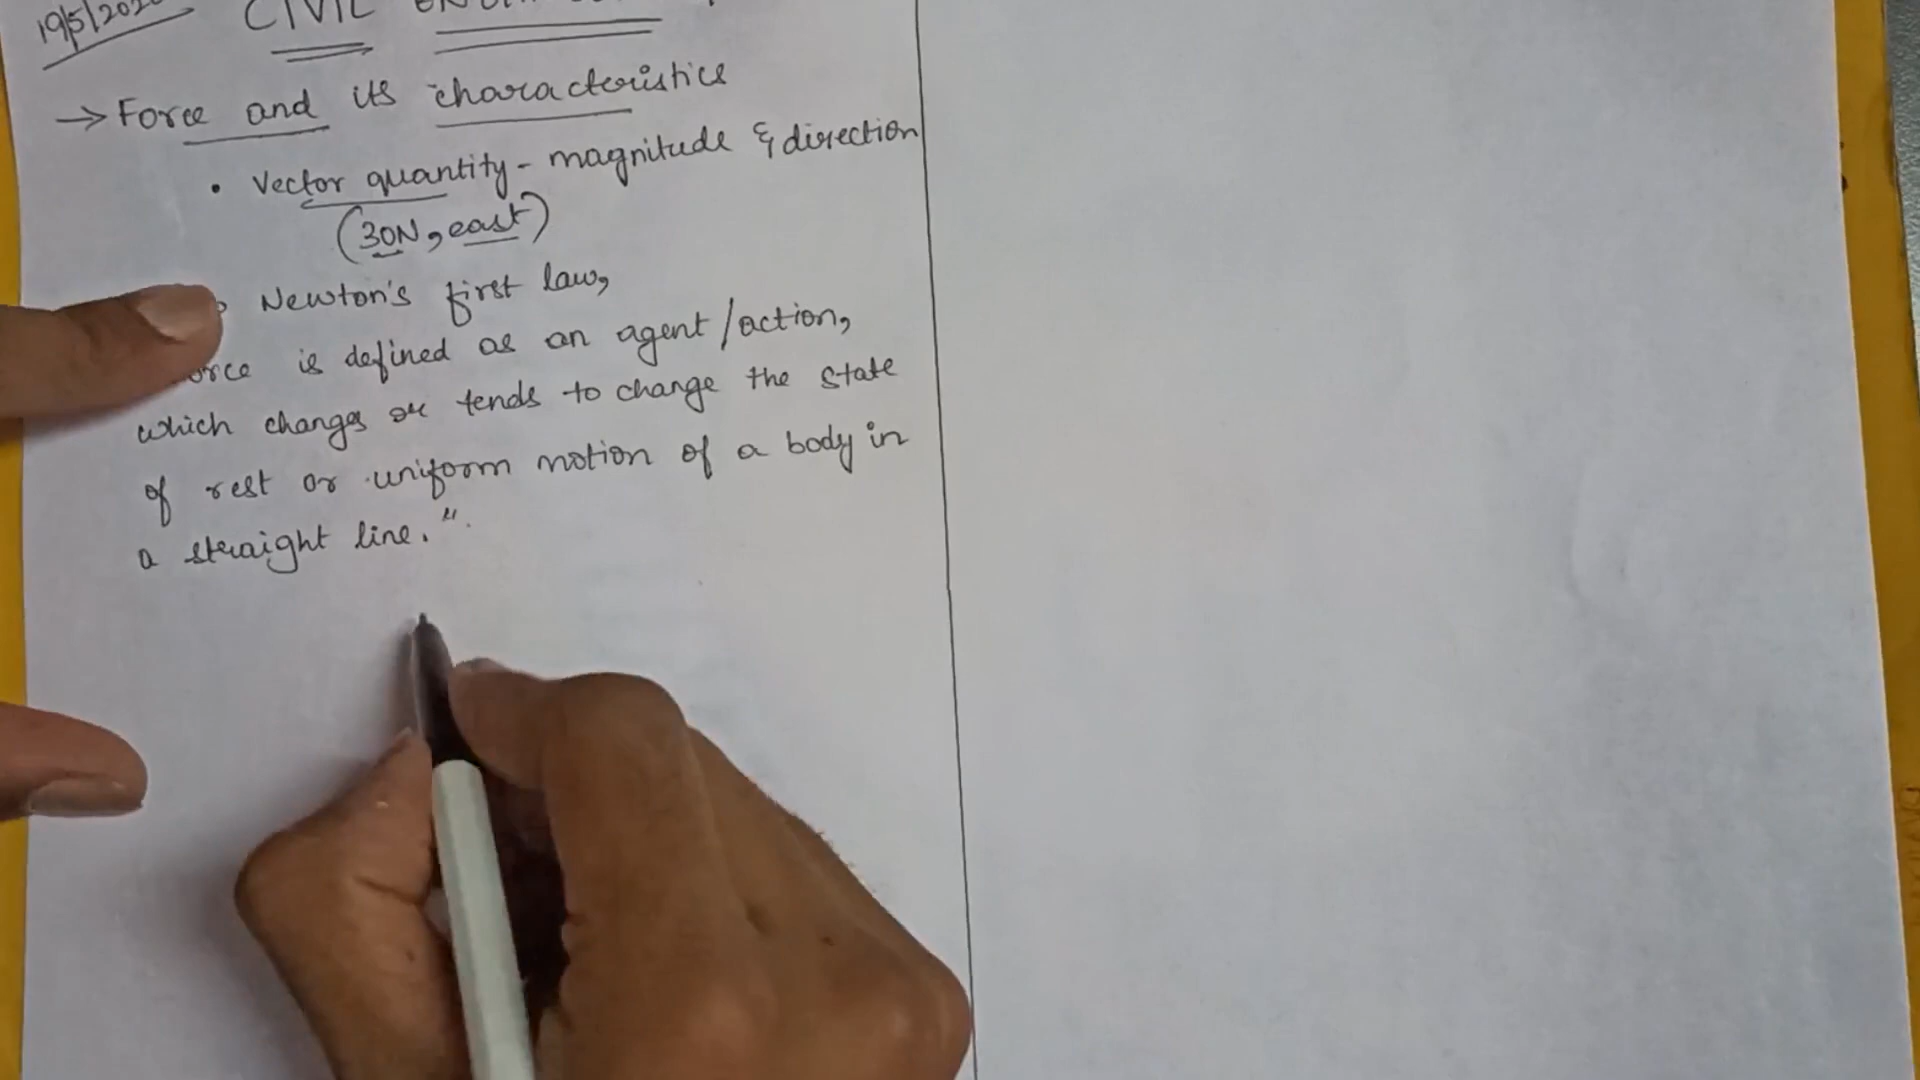 19/5/202
CIVIL
→ Force and its characteristics
• Vector quantity - magnitude & direction
(30N, east)
Newton's first law,
orce is defined as an agent/action,
which changes or tends to change the state
of rest or uniform motion of a body in
a straight line."